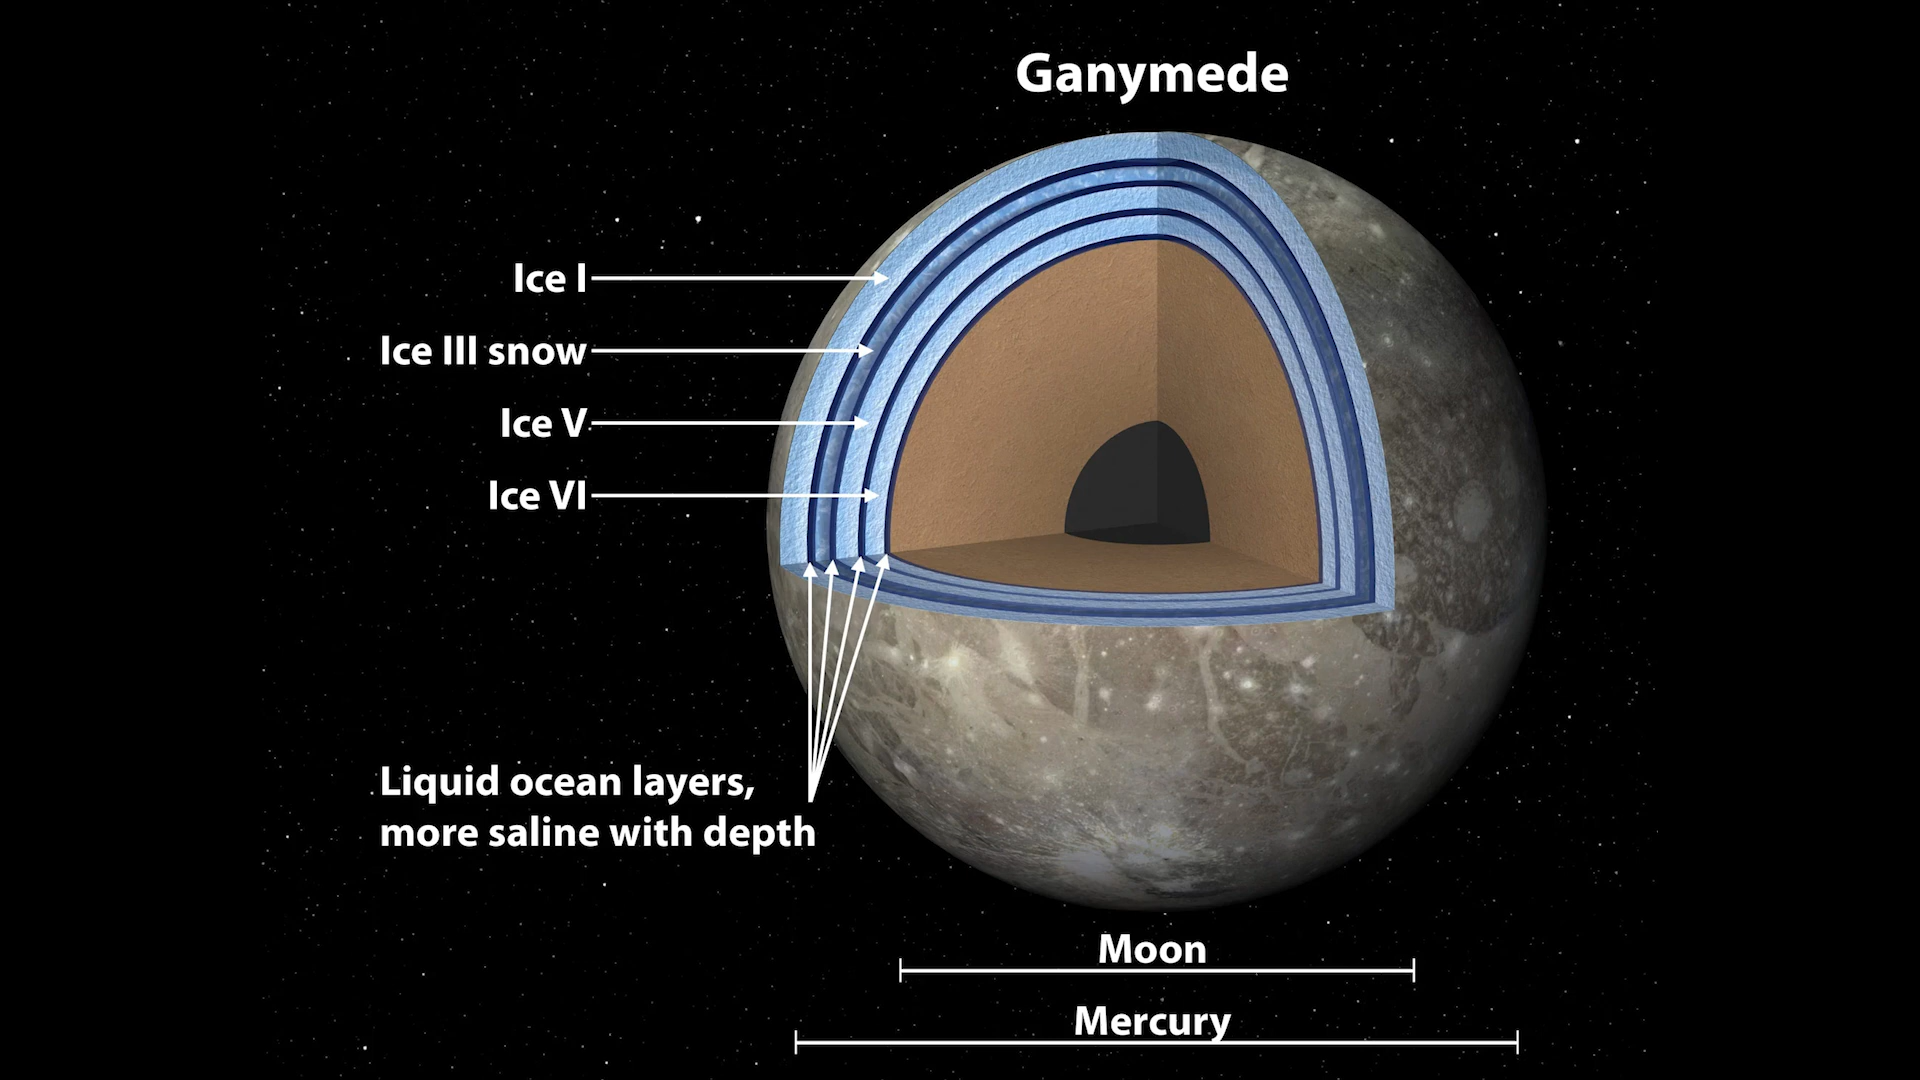 Ganymede
Ice I
Ice III snow
Ice V
Ice VI
Liquid ocean layers,
more saline with depth
Moon
Mercury